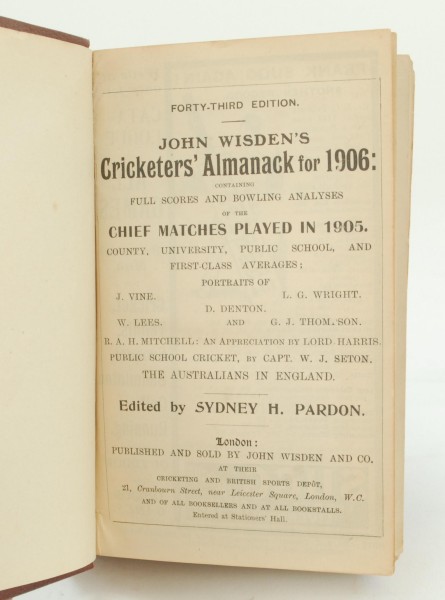 FORTY-THIRD EDITION.
JOHN WISDEN'S
Cricketers' Almanack for 1906:
CONTAINING
FULL SCORES AND BOWLING ANALYSES
OF THE
CHIEF MATCHES PLAYED IN 1905.
COUNTY, UNIVERSITY, PUBLIC SCHOOL, AND
FIRST-CLASS AVERAGES;
PORTRAITS OF
J. VINE. L. G. WRIGHT.
D. DENTON.
W. LEES. AND G. J. THOMPSON.
R. A. H. MITCHELL: AN APPRECIATION BY LORD HARRIS.
PUBLIC SCHOOL CRICKET, BY CAPT. W. J. SETON.
THE AUSTRALIANS IN ENGLAND.
Edited by SYDNEY H. PARDON.
London:
PUBLISHED AND SOLD BY JOHN WISDEN AND CO.
AT THEIR
CRICKETING AND BRITISH SPORTS DEPÔT,
21, Cranbourn Street, near Leicester Square, London, W.C.
AND OF ALL BOOKSELLERS AND AT ALL BOOKSTALLS.
Entered at Stationers' Hall.